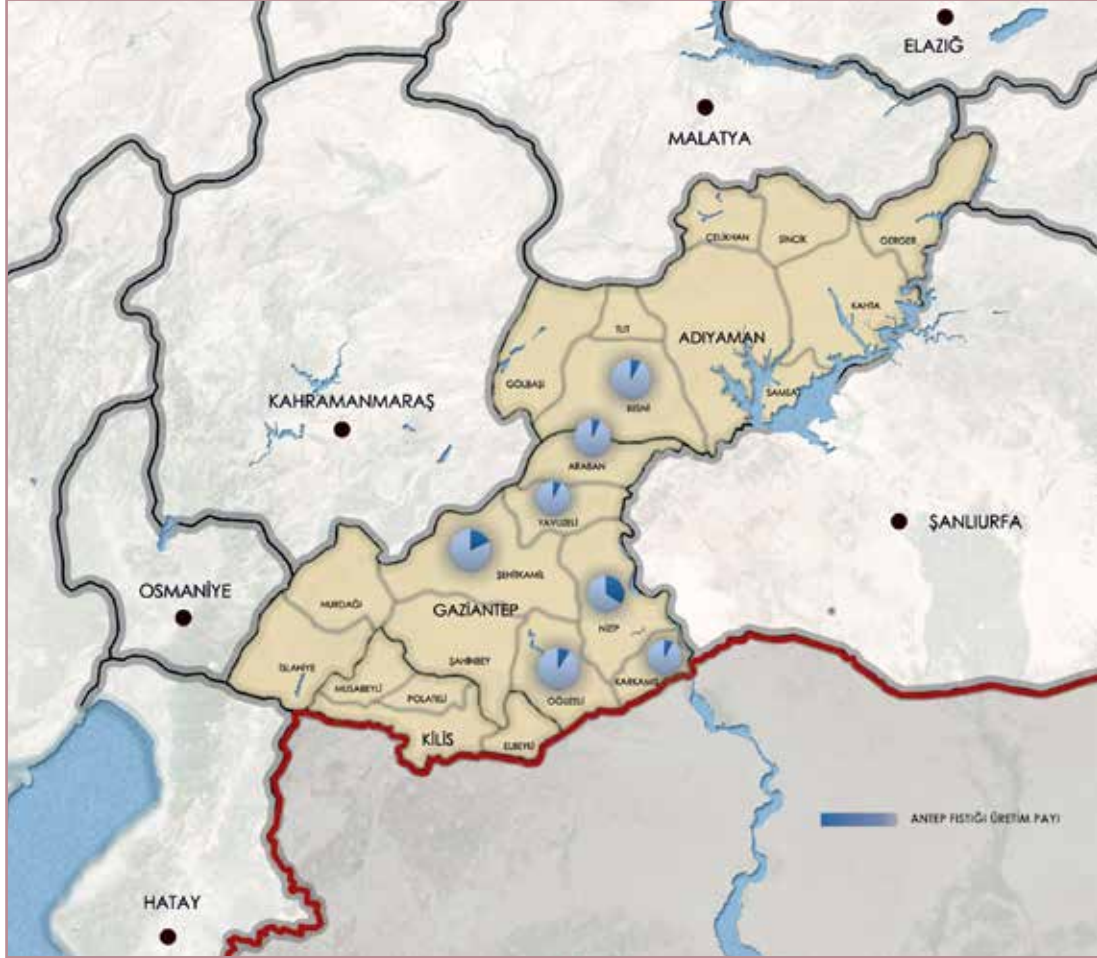 ELAZIĞ
MALATYA
ÇELİKHAN
SİNCİK
GERGER
KAHTA
TUT
ADIYAMAN
GÖLBAŞI
SAMSAT
BESNİ
KAHRAMANMARAŞ
ARABAN
YAVUZELİ
ŞANLIURFA
ŞEHİTKAMİL
OSMANİYE
NURDAĞI
GAZİANTEP
NİZİP
İSLAHİYE
ŞAHİNBEY
KARKAMIŞ
MUSABEYLİ
POLATELİ
OĞUZELİ
KİLİS
ELBEYLİ
ANTEP FISTIĞI ÜRETİM PAYI
HATAY